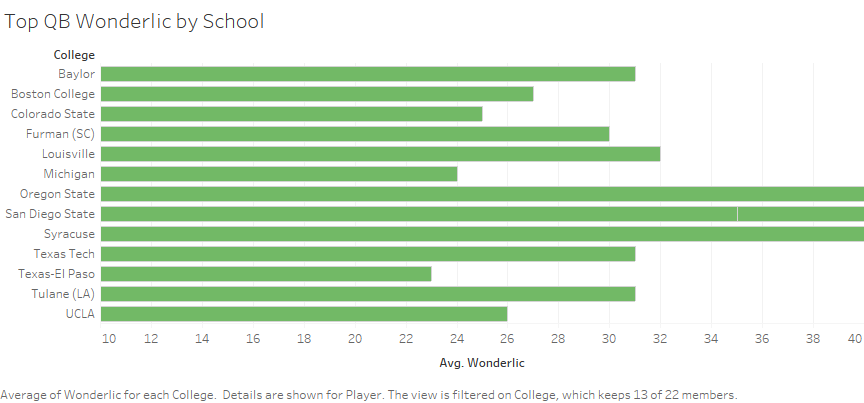 Top QB Wonderlic by School
College
Baylor
Boston College
Colorado State
Furman (SC)
Louisville
Michigan
Oregon State
San Diego State
Syracuse
Texas Tech
Texas-El Paso
Tulane (LA)
UCLA
10 12 14 16 18 20 22 24 26 28 30 32 34 36 38 40
Avg. Wonderlic
Average of Wonderlic for each College. Details are shown for Player. The view is filtered on College, which keeps 13 of 22 members.